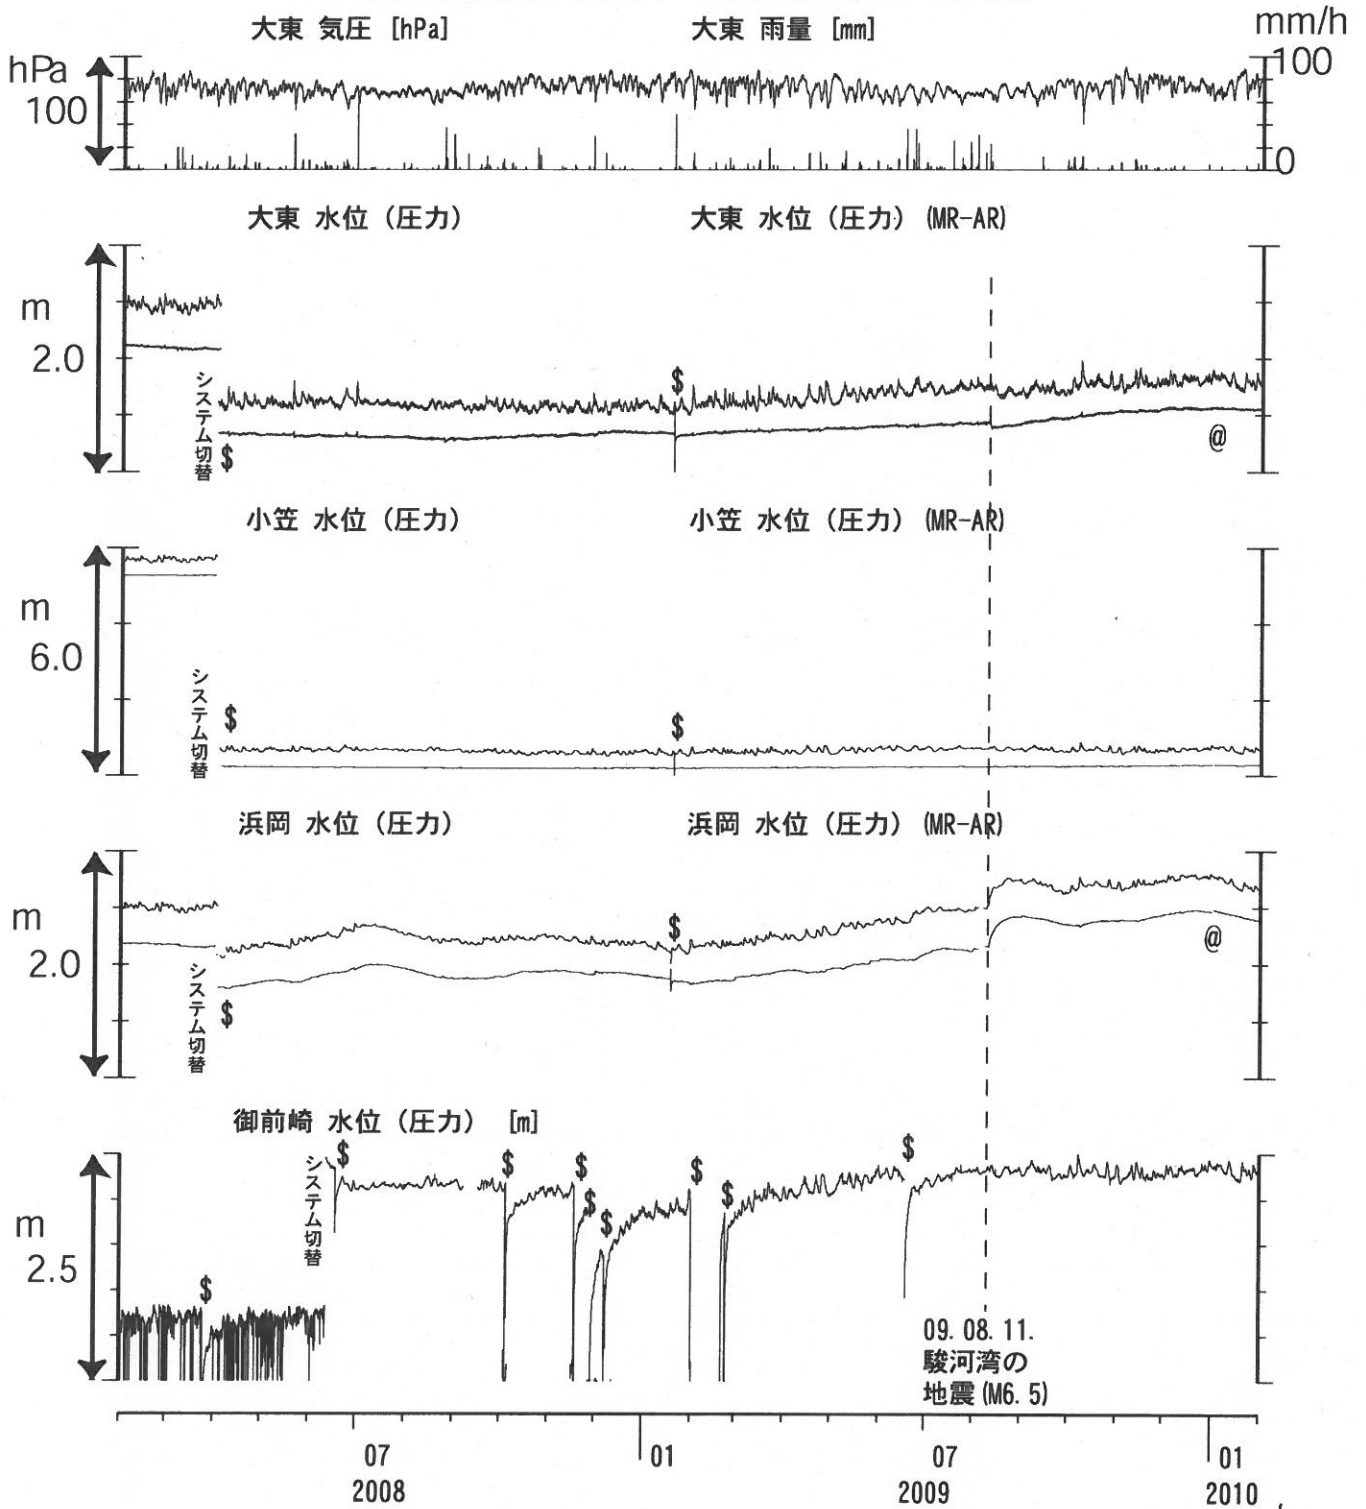 大東 気圧 [hPa] 大東 雨量 [mm] mm/h
hPa 100
100
0
大東 水位（圧力） 大東 水位（圧力）(MR-AR)
m
2.0
$
システム切替
$
@
小笠 水位（圧力） 小笠 水位（圧力）(MR-AR)
m
6.0
システム切替
$ $
浜岡 水位（圧力） 浜岡 水位（圧力）(MR-AR)
m
2.0
$
@
システム切替
$
御前崎 水位（圧力） [m]
システム切替
$ $ $ $ $ $ $ $
m
2.5
$
09.08.11.
駿河湾の
地震(M6.5)
07 01 07 01
2008 2009 2010